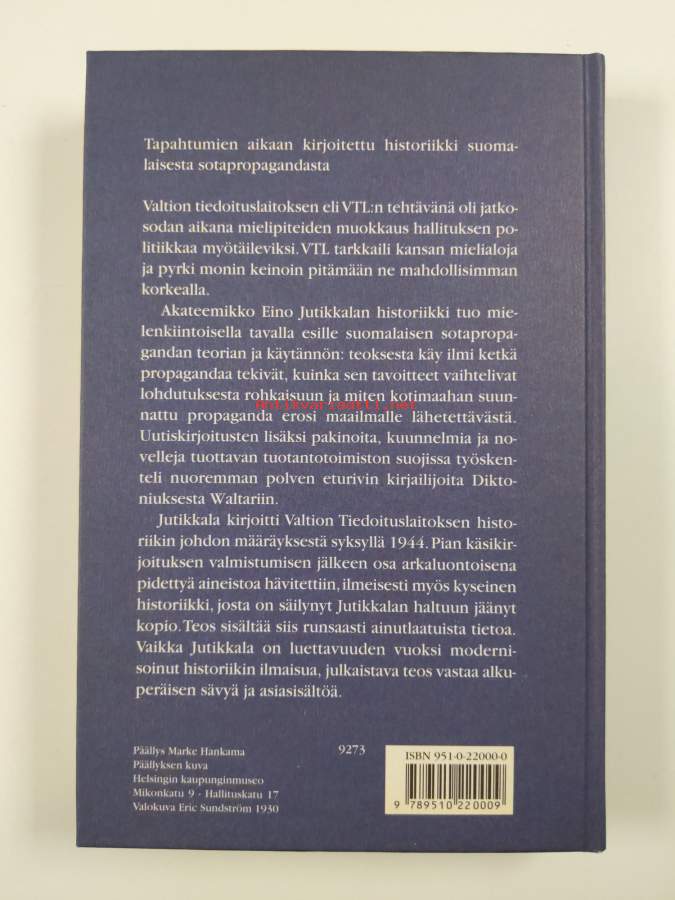 Tapahtumien aikaan kirjoitettu historiikki suoma-
laisesta sotapropagandasta
Valtion tiedoituslaitoksen eli VTL:n tehtävänä oli jatko-
sodan aikana mielipiteiden muokkaus hallituksen po-
litiikkaa myötäileviksi. VTL tarkkaili kansan mielialoja
ja pyrki monin keinoin pitämään ne mahdollisimman
korkealla.
Akateemikko Eino Jutikkalan historiikki tuo mie-
lenkiintoisella tavalla esille suomalaisen sotapropa-
gandan teorian ja käytännön: teoksesta käy ilmi ketkä
propagandaa tekivät, kuinka sen tavoitteet vaihtelivat
lohdutuksesta rohkaisuun ja miten kotimaahan suun-
nattu propaganda erosi maailmalle lähetettävästä.
Uutiskirjoitusten lisäksi pakinoita, kuunnelmia ja no-
velleja tuottavan tuotantotoimiston suojissa työsken-
teli nuoremman polven eturivin kirjailijoita Dikto-
niuksesta Waltariin.
Jutikkala kirjoitti Valtion Tiedoituslaitoksen histo-
riikin johdon määräyksestä syksyllä 1944. Pian käsikir-
joituksen valmistumisen jälkeen osa arkaluontoisena
pidettyä aineistoa hävitettiin, ilmeisesti myös kyseinen
historiikki, josta on säilynyt Jutikkalan haltuun jäänyt
kopio. Teos sisältää siis runsaasti ainutlaatuista tietoa.
Vaikka Jutikkala on luettavuuden vuoksi moderni-
soinut historiikin ilmaisua, julkaistava teos vastaa alku-
peräisen sävyä ja asiasisältöä.
antikvariaatti.net
Päällys Marke Hankama
Päällyksen kuva
Helsingin kaupunginmuseo
Mikonkatu 9 - Hallituskatu 17
Valokuva Eric Sundström 1930
9273
ISBN 951-0-22000-0
9 789510 220009